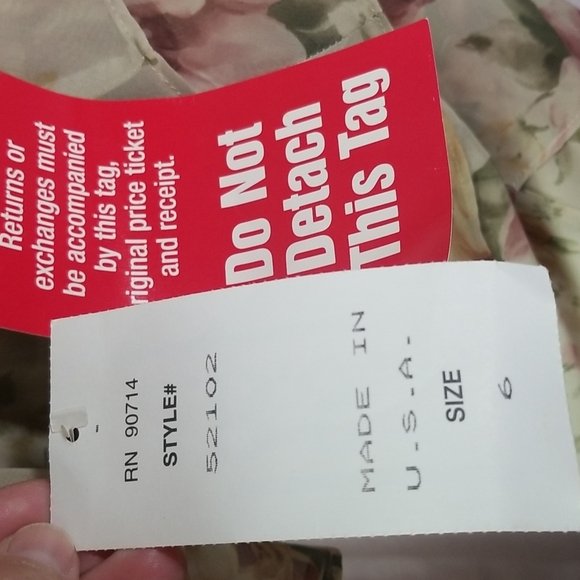 Returns or
exchanges must
be accompanied
by this tag,
riginal price ticket
and receipt.
Do Not
Detach
This Tag
RN 90714
STYLE#
52102
MADE IN
U.S.A.
SIZE
6